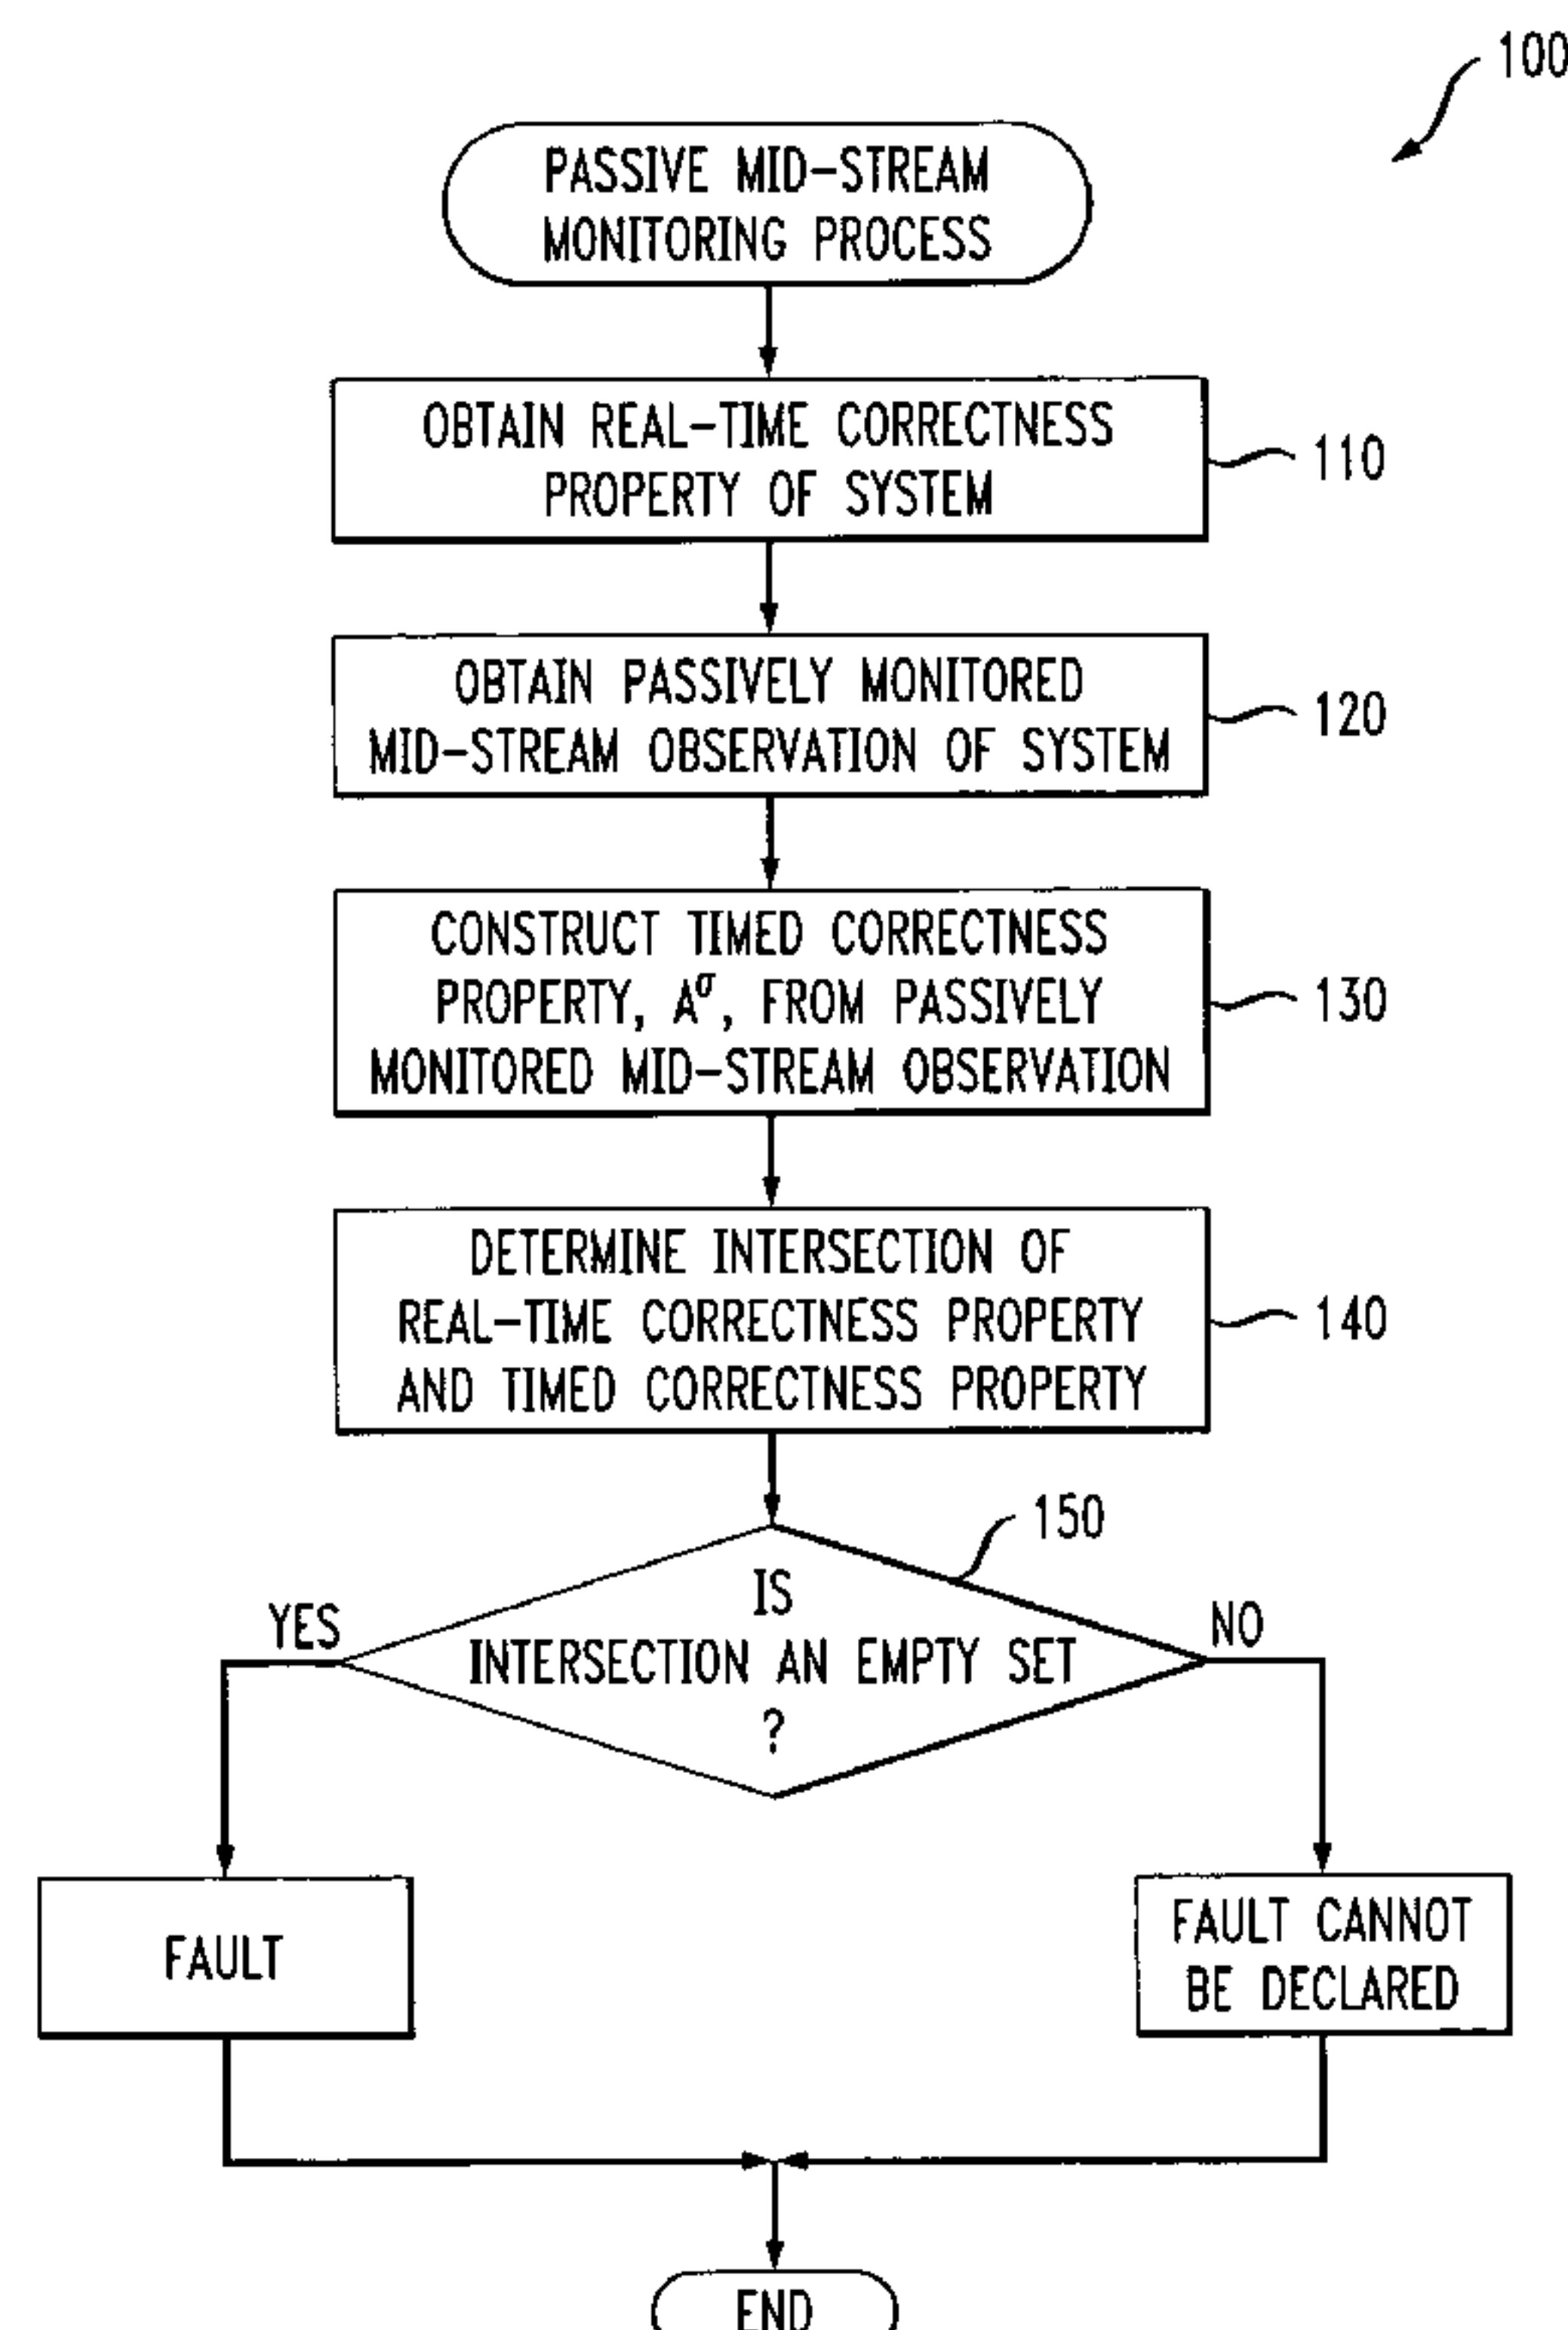 100
PASSIVE MID-STREAM
MONITORING PROCESS
OBTAIN REAL-TIME CORRECTNESS
PROPERTY OF SYSTEM
110
OBTAIN PASSIVELY MONITORED
MID-STREAM OBSERVATION OF SYSTEM
120
CONSTRUCT TIMED CORRECTNESS
PROPERTY, A^σ, FROM PASSIVELY
MONITORED MID-STREAM OBSERVATION
130
DETERMINE INTERSECTION OF
REAL-TIME CORRECTNESS PROPERTY
AND TIMED CORRECTNESS PROPERTY
140
150
IS
INTERSECTION AN EMPTY SET
?
YES
NO
FAULT
FAULT CANNOT
BE DECLARED
END